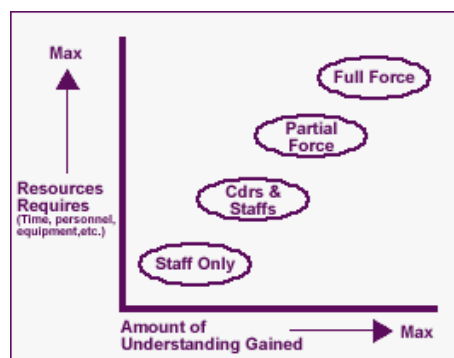 Max
Full Force
Partial
Force
Resources
Requires
(Time, personnel,
equipment,etc.)
Cdrs &
Staffs
Staff Only
Amount of
Understanding Gained
Max